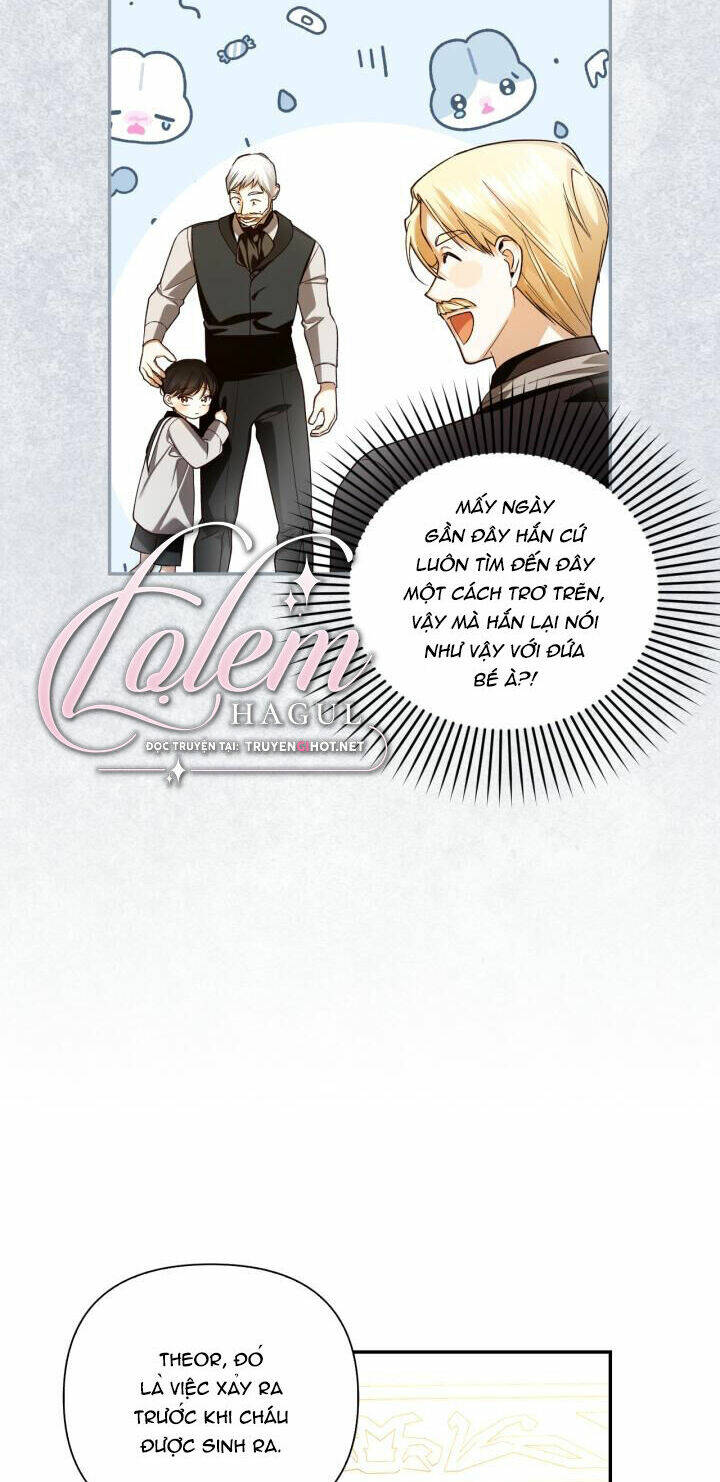 MẤY NGÀY
GẦN ĐÂY HẮN CỨ
LUÔN TÌM ĐẾN ĐÂY
MỘT CÁCH TRƠ TRẼN,
VẬY MÀ HẮN LẠI NÓI
NHƯ VẬY VỚI ĐỨA
BÉ À?!
Lọlem
HAGUL
ĐỌC TRUYỆN TẠI: TRUYENGIHOT.NET
THEOR, ĐÓ
LÀ VIỆC XẢY RA
TRƯỚC KHI CHÁU
ĐƯỢC SINH RA.